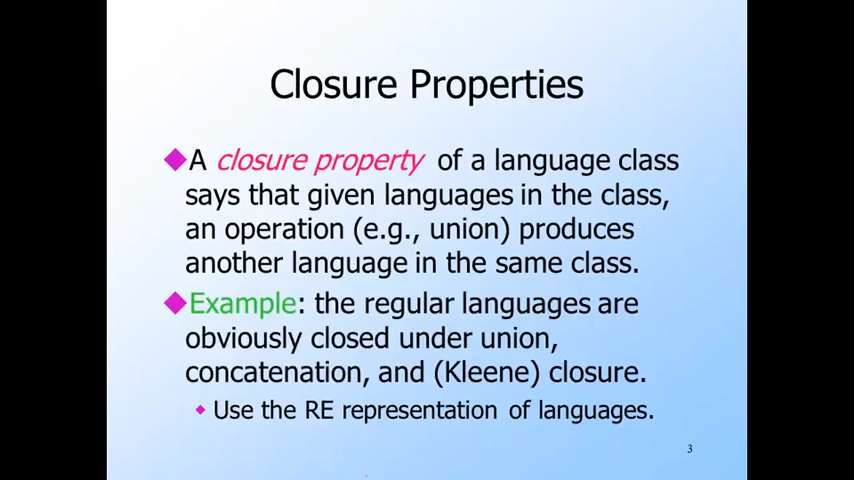 Closure Properties
A closure property of a language class
says that given languages in the class,
an operation (e.g., union) produces
another language in the same class.
Example: the regular languages are
obviously closed under union,
concatenation, and (Kleene) closure.
Use the RE representation of languages.
3